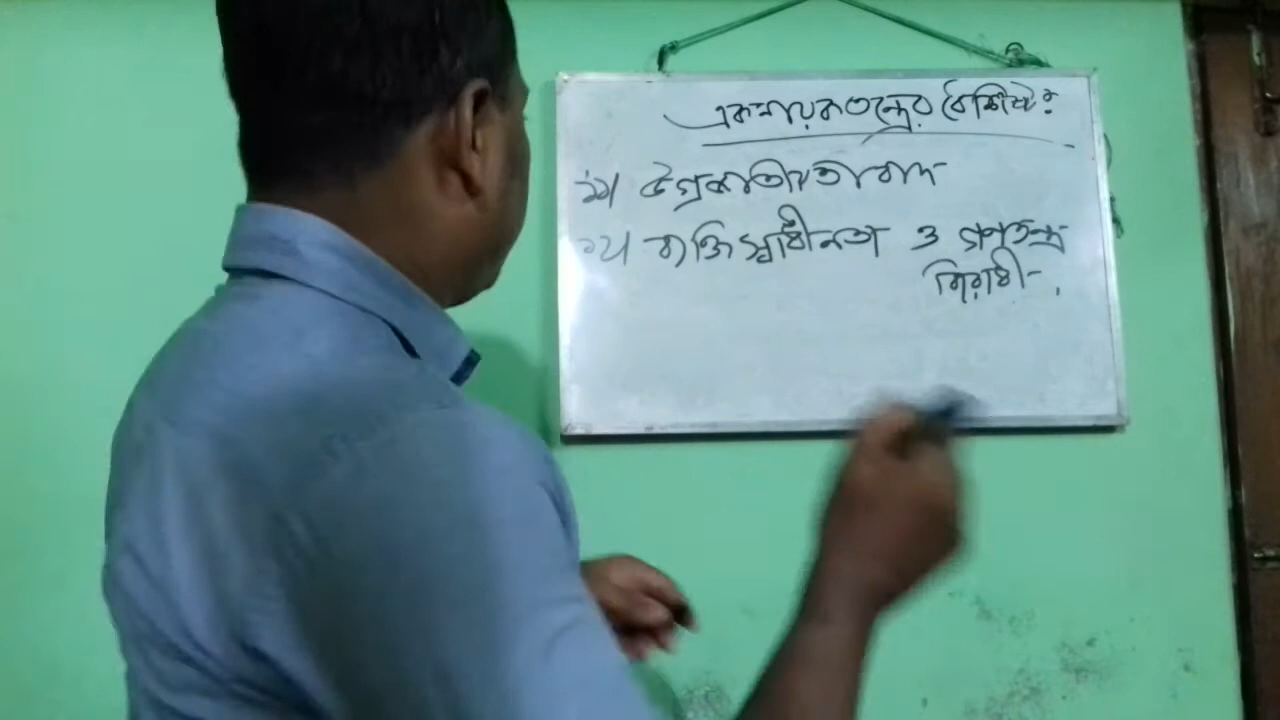 একনায়কতন্ত্রের বৈশিষ্ট্যঃ
১। উগ্রজাতীয়তাবাদ
২। ব্যক্তি স্বাধীনতা ও গণতন্ত্র
বিরোধী-